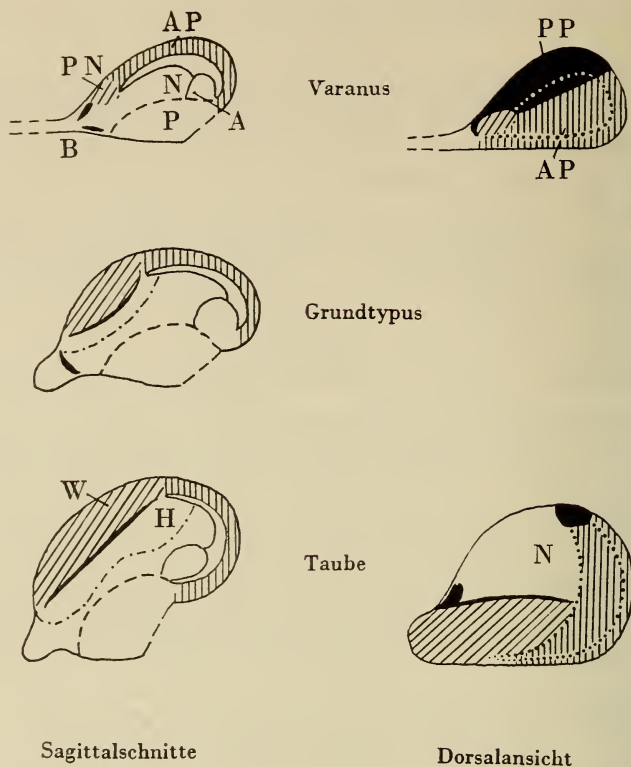 AP
PN
N
P
A
B
Varanus
PP
AP
Grundtypus
W
H
Taube
N
Sagittalschnitte
Dorsalansicht